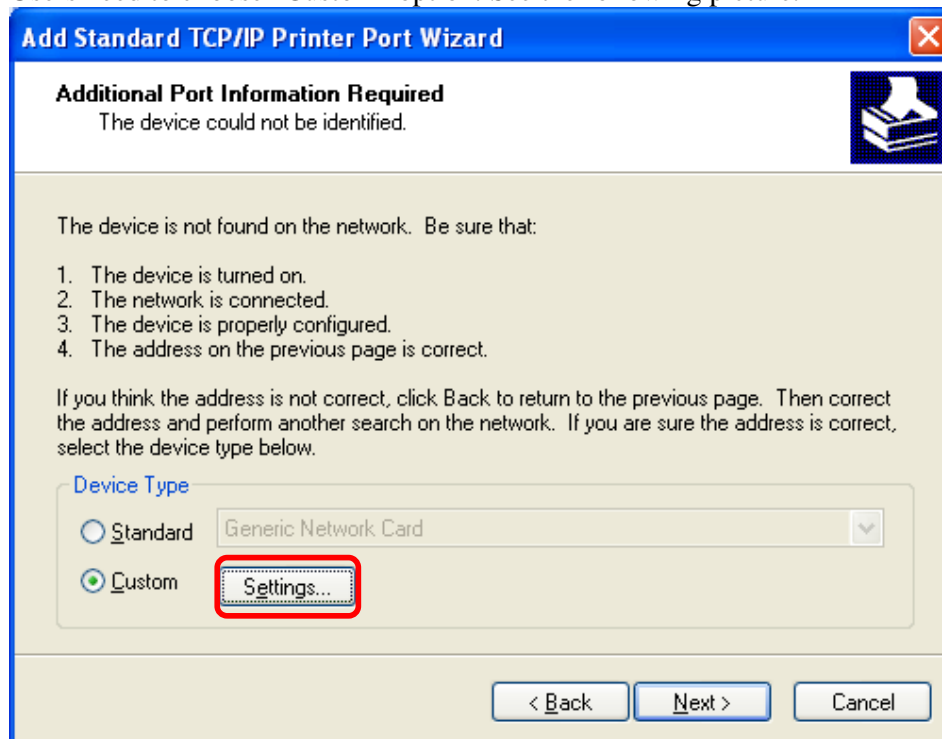 Add Standard TCP/IP Printer Port Wizard
Additional Port Information Required
The device could not be identified.
The device is not found on the network.  Be sure that:
1.  The device is turned on.
2.  The network is connected.
3.  The device is properly configured.
4.  The address on the previous page is correct.
If you think the address is not correct, click Back to return to the previous page.  Then correct
the address and perform another search on the network.  If you are sure the address is correct,
select the device type below.
Device Type
Standard Generic Network Card
Custom Settings...
< Back Next > Cancel